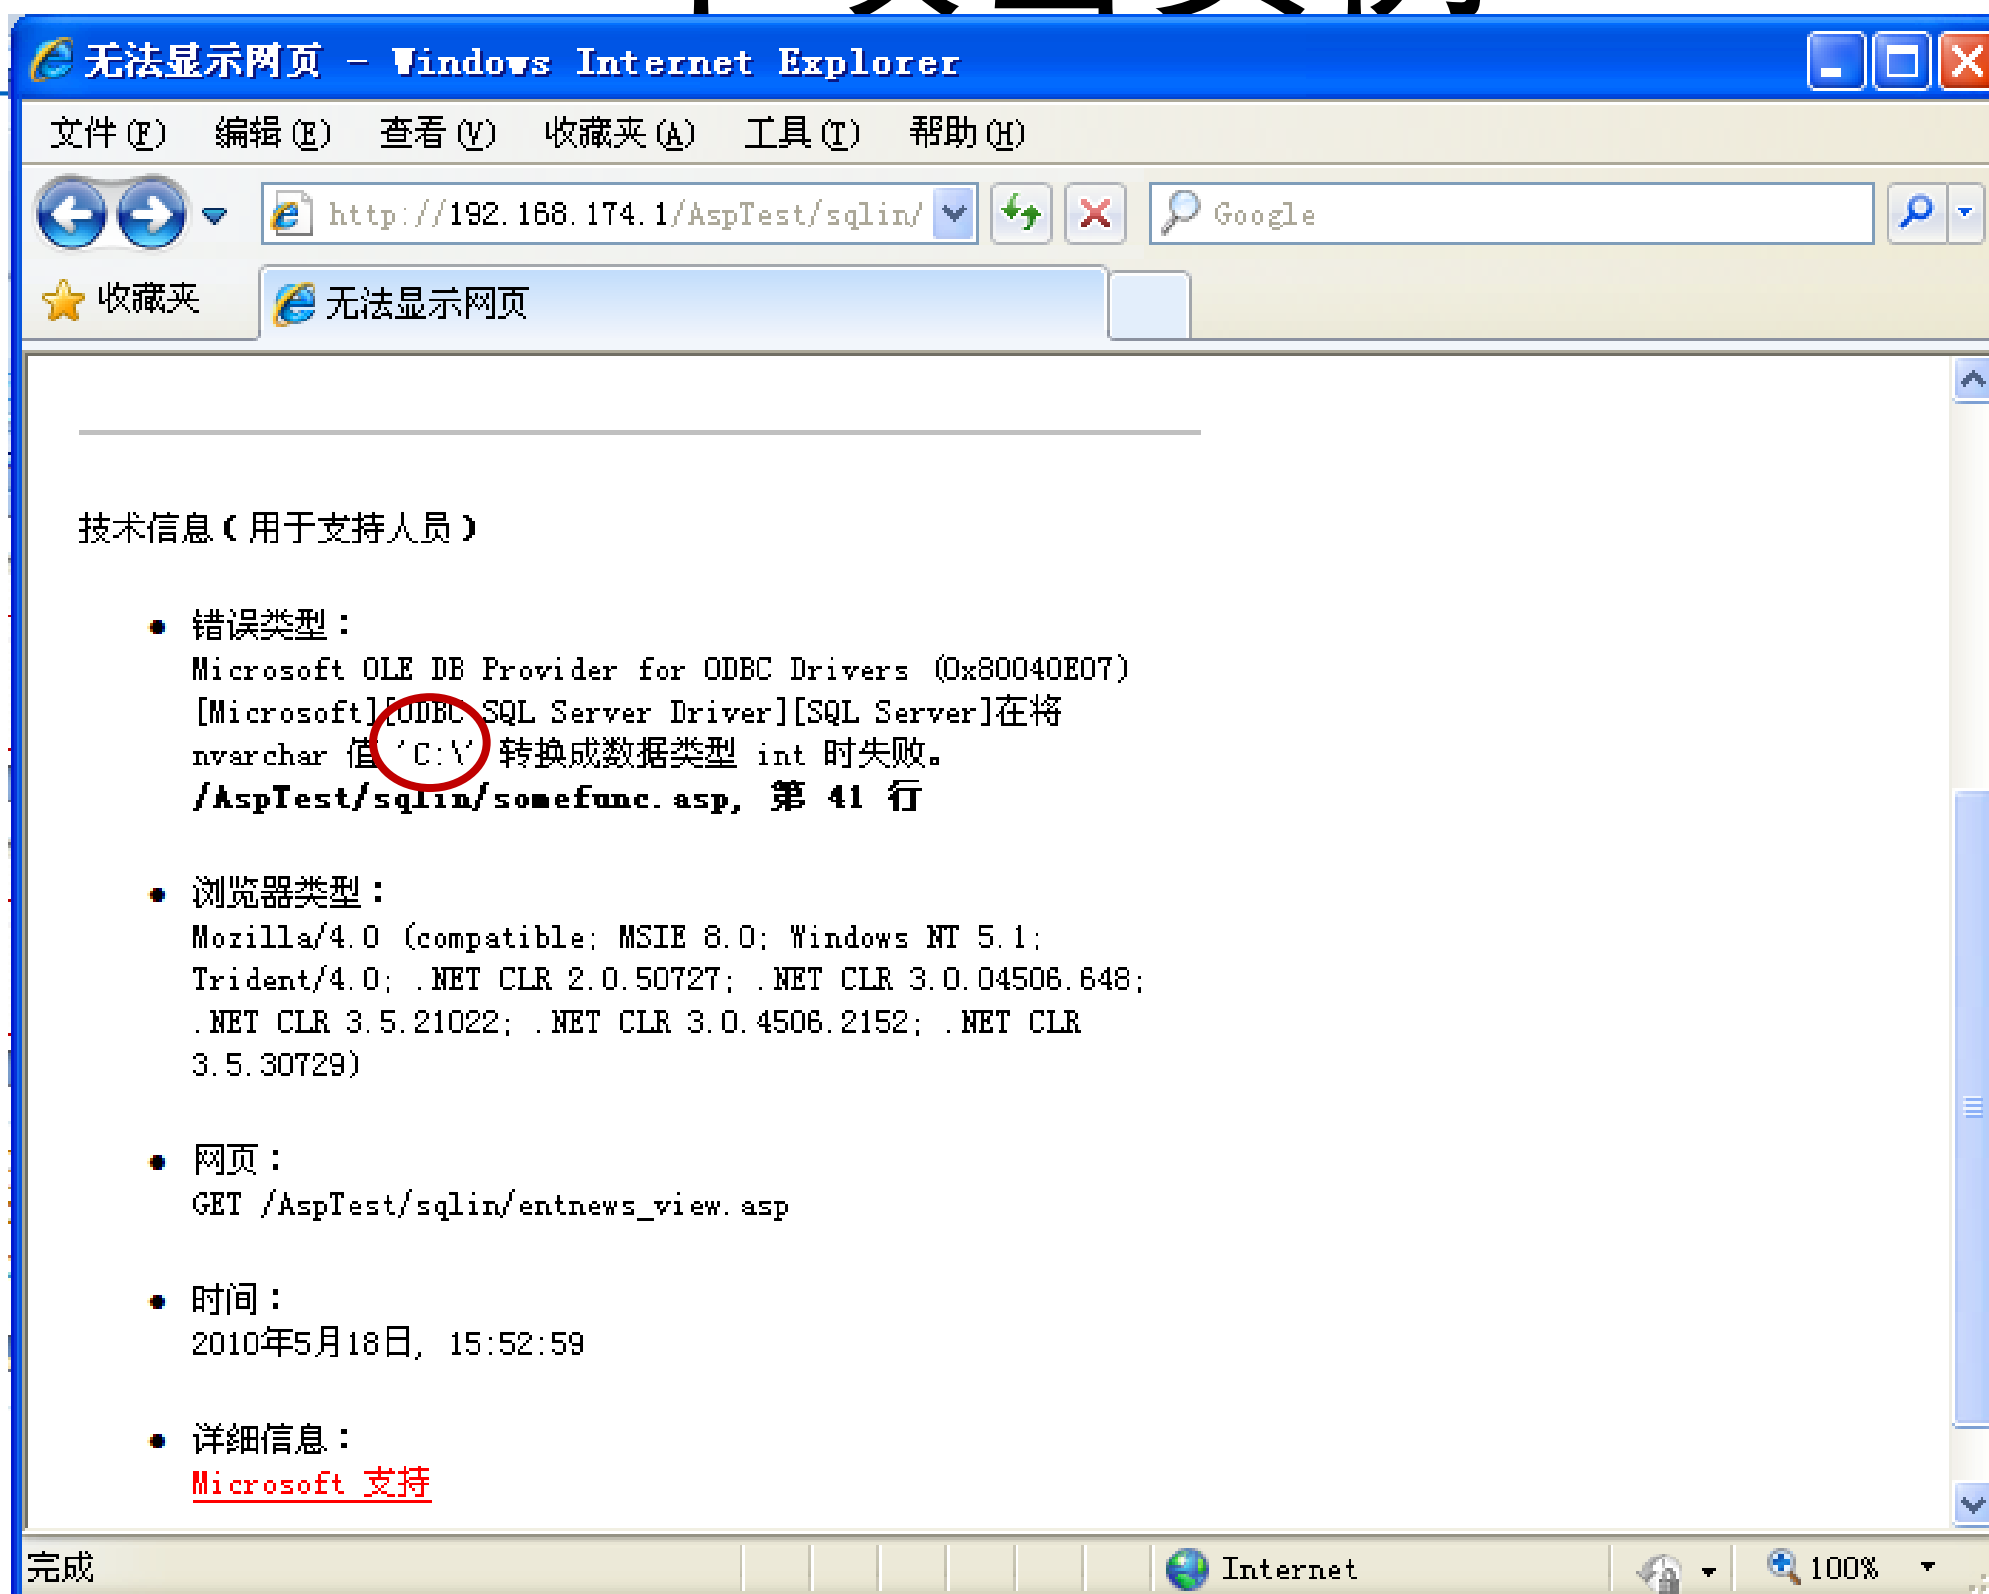 无法显示网页 - Windows Internet Explorer
文件(F) 编辑(E) 查看(V) 收藏夹(A) 工具(T) 帮助(H)
http://192.168.174.1/AspTest/sqlin/ Google
收藏夹 无法显示网页
技术信息(用于支持人员)
• 错误类型：
Microsoft OLE DB Provider for ODBC Drivers (0x80040E07)
[Microsoft][ODBC SQL Server Driver][SQL Server]在将
nvarchar 值 'C:\' 转换成数据类型 int 时失败。
/AspTest/sqlin/somefunc.asp, 第 41 行
• 浏览器类型：
Mozilla/4.0 (compatible; MSIE 8.0; Windows NT 5.1;
Trident/4.0; .NET CLR 2.0.50727; .NET CLR 3.0.04506.648;
.NET CLR 3.5.21022; .NET CLR 3.0.4506.2152; .NET CLR
3.5.30729)
• 网页：
GET /AspTest/sqlin/entnews_view.asp
• 时间：
2010年5月18日, 15:52:59
• 详细信息：
Microsoft 支持
完成 Internet 100%